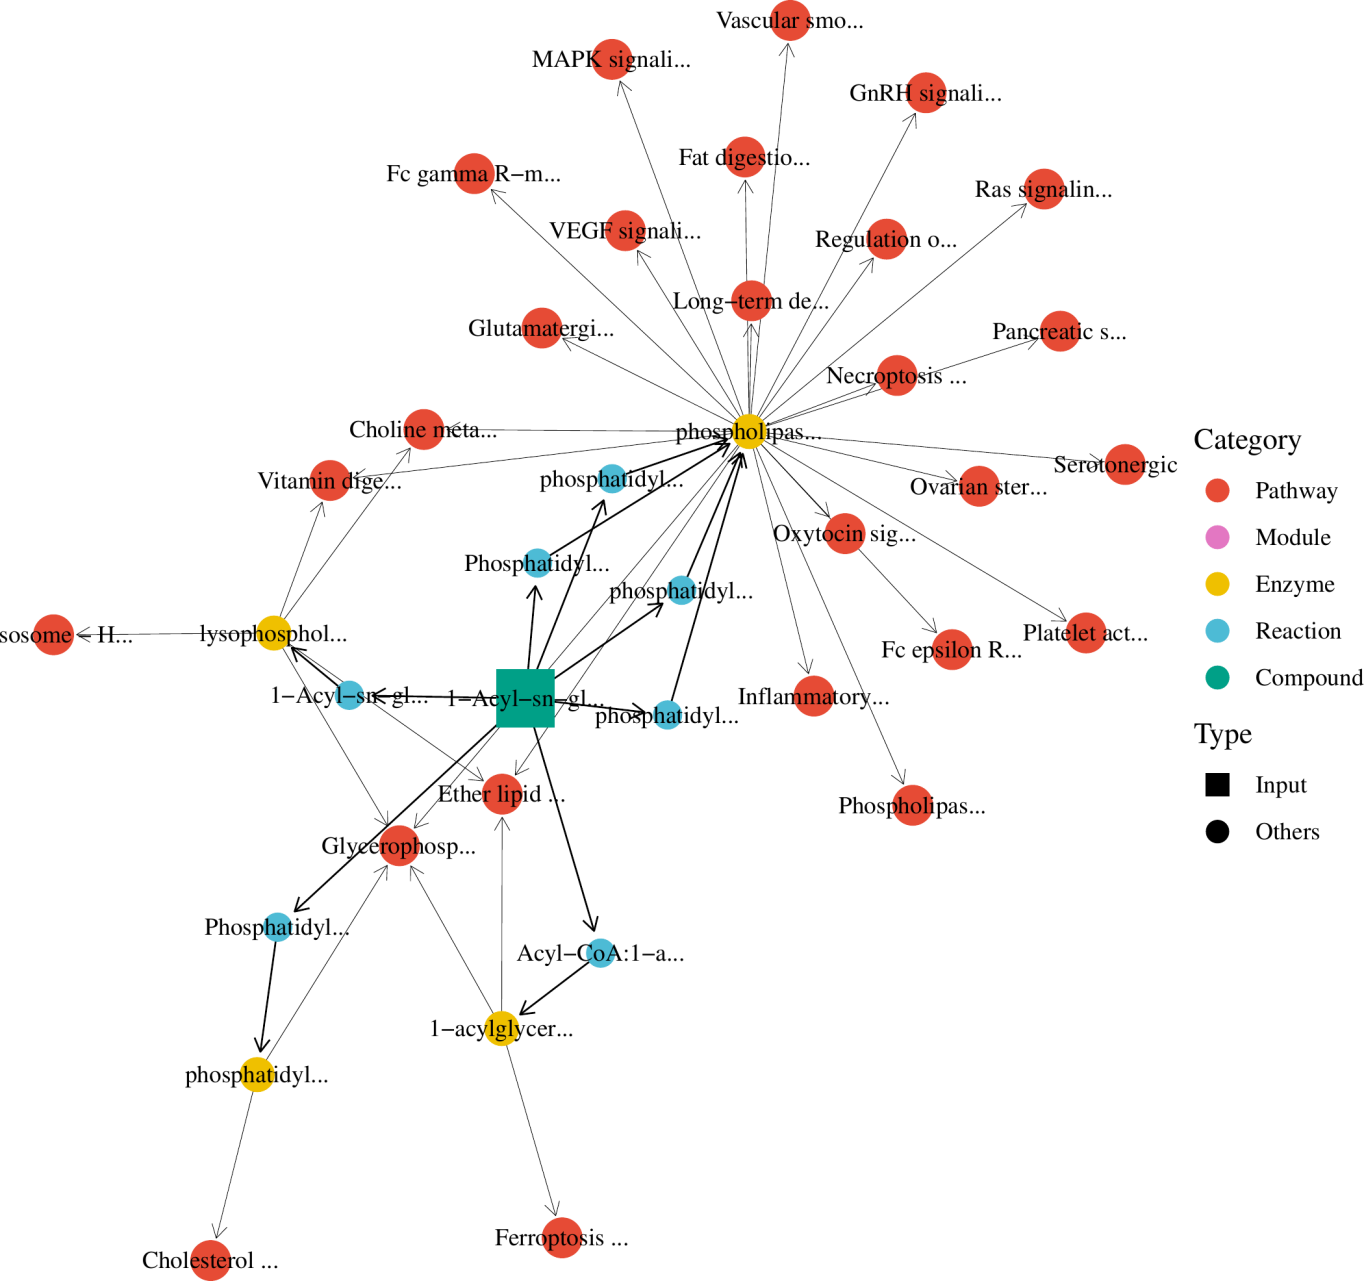 Vascular smo...
MAPK signali...
GnRH signali...
Fat digestio...
Fc gamma R−m...
Ras signalin...
VEGF signali...
Regulation o...
Long−term de...
Glutamatergi...
Pancreatic s...
Necroptosis ...
Choline meta...
phospholipas...
Category
Serotonergic
Vitamin dige...
phosphatidyl...
Ovarian ster...
Pathway
Oxytocin sig...
Module
Phosphatidyl...
phosphatidyl...
Enzyme
sosome − H...
lysophosphol...
Platelet act...
Reaction
Fc epsilon R...
Compound
1−Acyl−sn−gl...
1−Acyl−sn−gl...
phosphatidyl...
Inflammatory...
Type
Input
Ether lipid ...
Phospholipas...
Others
Glycerophosp...
Phosphatidyl...
Acyl−CoA:1−a...
1−acylglycer...
phosphatidyl...
Ferroptosis ...
Cholesterol ...